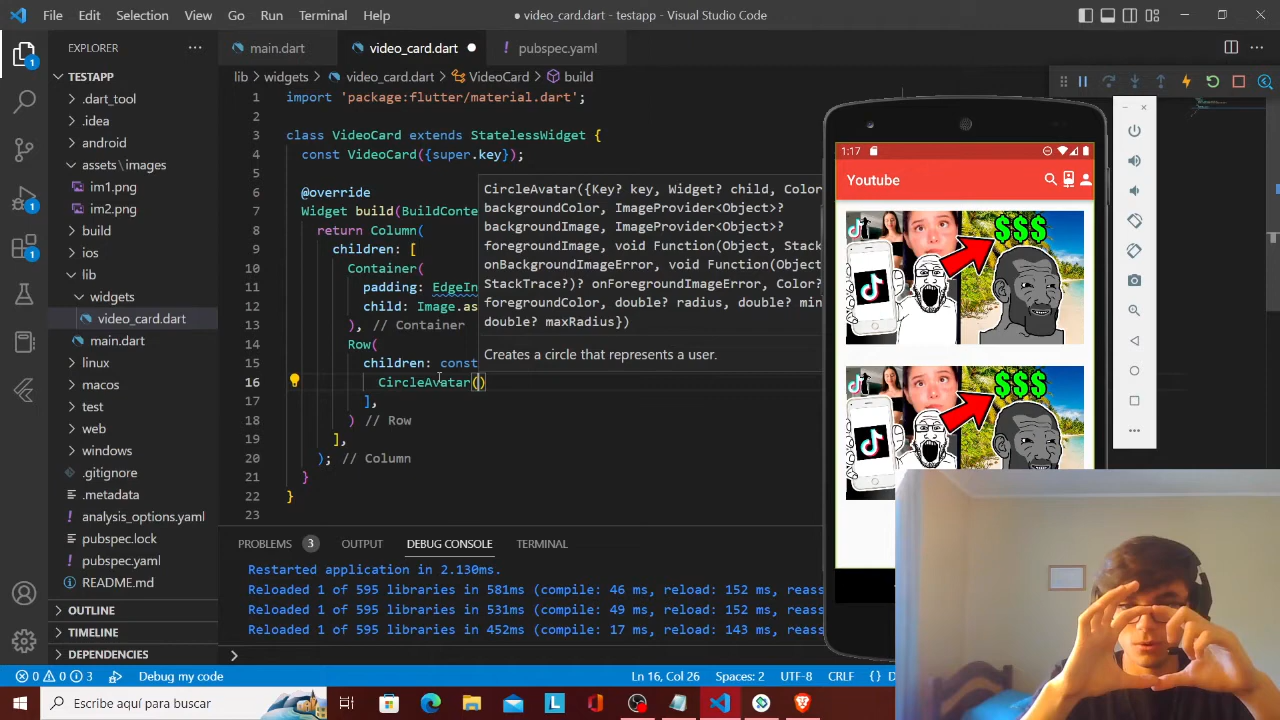 File Edit Selection View Go Run Terminal Help
● video_card.dart - testapp - Visual Studio Code
EXPLORER
TESTAPP
.dart_tool
.idea
android
assets\images
im1.png
im2.png
build
ios
lib
widgets
video_card.dart
main.dart
linux
macos
test
web
windows
.gitignore
.metadata
analysis_options.yaml
pubspec.lock
pubspec.yaml
README.md
OUTLINE
TIMELINE
DEPENDENCIES
1
1
1
main.dart
video_card.dart
pubspec.yaml
lib > widgets > video_card.dart > VideoCard > build
1 import 'package:flutter/material.dart';
2
3 class VideoCard extends StatelessWidget {
4 const VideoCard({super.key});
5
6 @override
7 Widget build(BuildConte
8 return Column(
9 children: [
10 Container(
11 padding: EdgeIn
12 child: Image.as
13 ), // Container
14 Row(
15 children: const
16 CircleAvatar()
17 ],
18 ) // Row
19 ],
20 ); // Column
21 }
22 }
23
CircleAvatar({Key? key, Widget? child, Color
backgroundColor, ImageProvider<Object>?
backgroundImage, void Function(Object, Stack
foregroundImage, void Function(Object, Stack
onBackgroundImageError, void Function(Object
StackTrace?)? onForegroundImageError, Color?
foregroundColor, double? radius, double? min
double? maxRadius})
Creates a circle that represents a user.
PROBLEMS 3 OUTPUT DEBUG CONSOLE TERMINAL
Restarted application in 2.130ms.
Reloaded 1 of 595 libraries in 581ms (compile: 46 ms, reload: 152 ms, reass
Reloaded 1 of 595 libraries in 531ms (compile: 49 ms, reload: 152 ms, reass
Reloaded 1 of 595 libraries in 452ms (compile: 17 ms, reload: 143 ms, reass
1:17
Youtube
$$$
$$$
0 0 3 Debug my code
Ln 16, Col 26 Spaces: 2 UTF-8 CRLF { } D
Escribe aquí para buscar